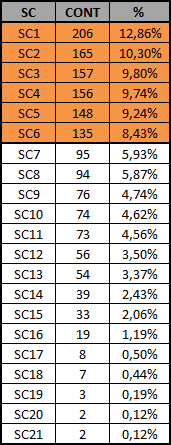 SC CONT %
SC1 206 12,86%
SC2 165 10,30%
SC3 157 9,80%
SC4 156 9,74%
SC5 148 9,24%
SC6 135 8,43%
SC7 95 5,93%
SC8 94 5,87%
SC9 76 4,74%
SC10 74 4,62%
SC11 73 4,56%
SC12 56 3,50%
SC13 54 3,37%
SC14 39 2,43%
SC15 33 2,06%
SC16 19 1,19%
SC17 8 0,50%
SC18 7 0,44%
SC19 3 0,19%
SC20 2 0,12%
SC21 2 0,12%